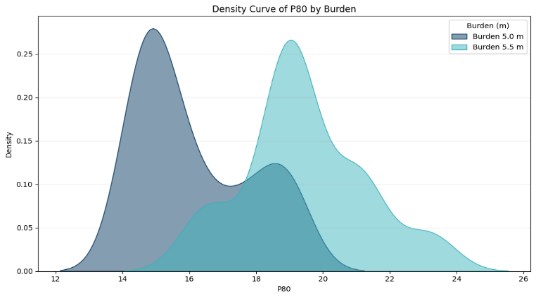 Density Curve of P80 by Burden
Burden (m)
Burden 5.0 m
Burden 5.5 m
Density
0.25
0.20
0.15
0.10
0.05
0.00
12 14 16 18 20 22 24 26
P80